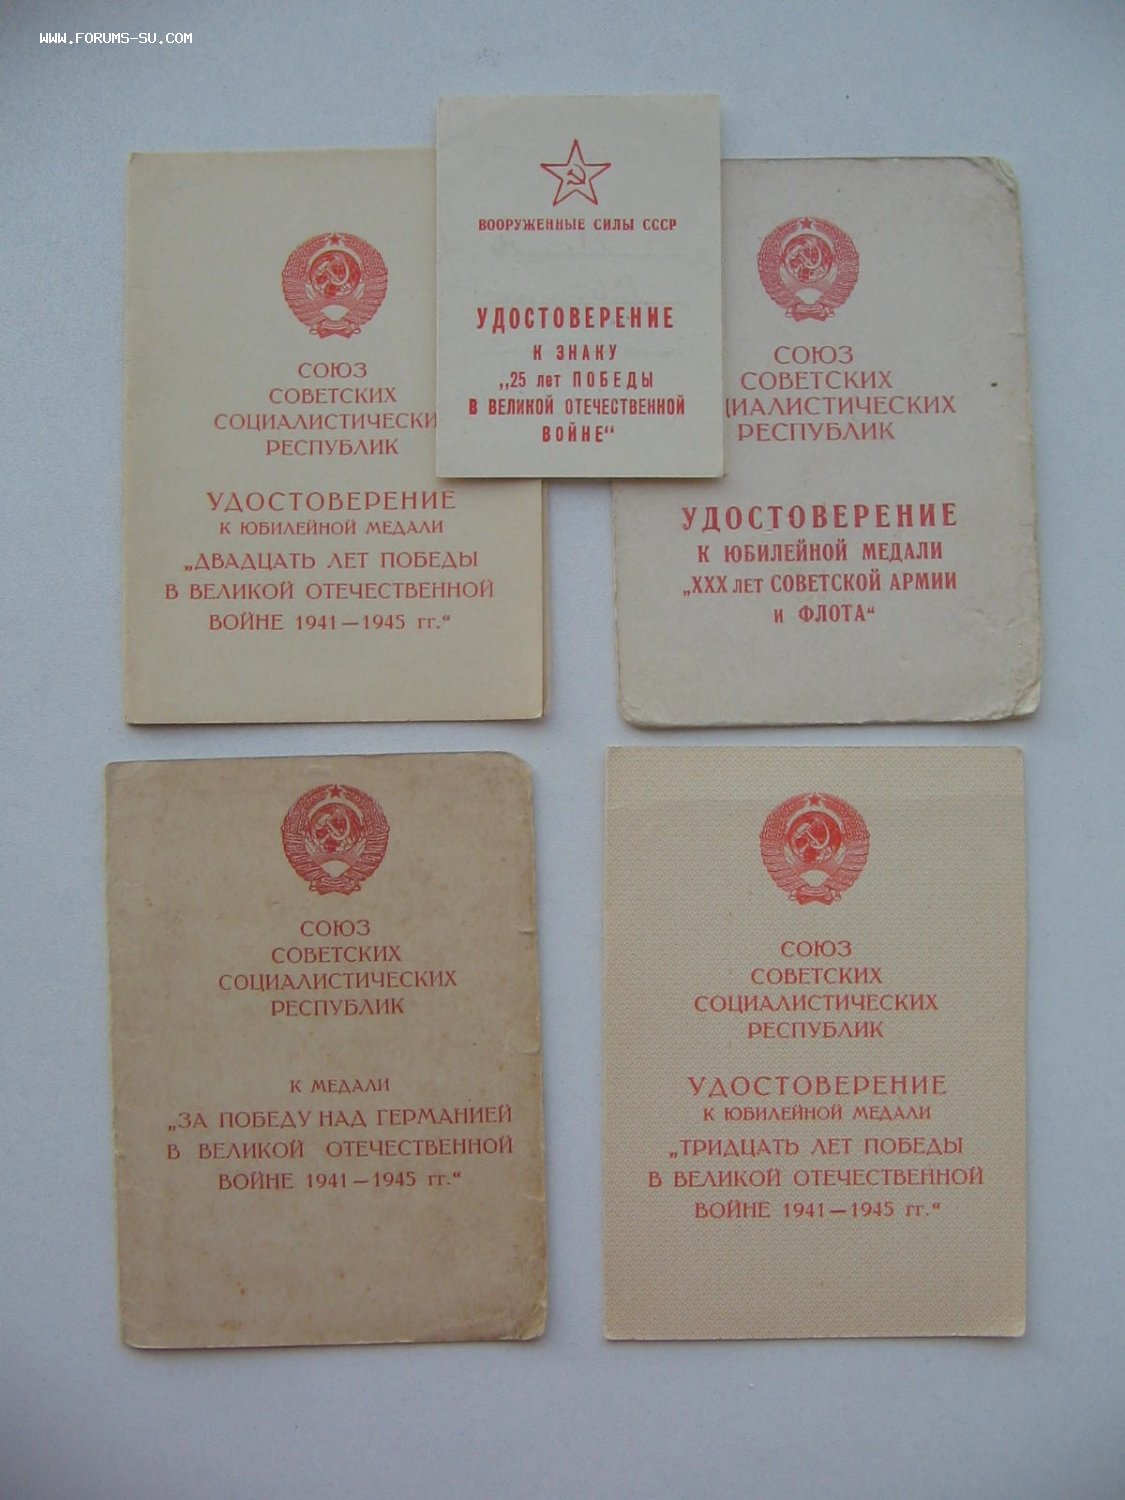 WWW.FORUMS-SU.COM
ВООРУЖЕННЫЕ СИЛЫ СССР
УДОСТОВЕРЕНИЕ
К ЗНАКУ
„25 лет ПОБЕДЫ
В ВЕЛИКОЙ ОТЕЧЕСТВЕННОЙ
ВОЙНЕ“
СОЮЗ
СОВЕТСКИХ
СОЦИАЛИСТИЧЕСКИ
РЕСПУБЛИК
УДОСТОВЕРЕНИЕ
К ЮБИЛЕЙНОЙ МЕДАЛИ
„ДВАДЦАТЬ ЛЕТ ПОБЕДЫ
В ВЕЛИКОЙ ОТЕЧЕСТВЕННОЙ
ВОЙНЕ 1941—1945 гг.“
СОЮЗ
СОВЕТСКИХ
ИАЛИСТИЧЕСКИХ
РЕСПУБЛИК
УДОСТОВЕРЕНИЕ
К ЮБИЛЕЙНОЙ МЕДАЛИ
„XXX лет СОВЕТСКОЙ АРМИИ
и ФЛОТА“
СОЮЗ
СОВЕТСКИХ
СОЦИАЛИСТИЧЕСКИХ
РЕСПУБЛИК
К МЕДАЛИ
„ЗА ПОБЕДУ НАД ГЕРМАНИЕЙ
В ВЕЛИКОЙ ОТЕЧЕСТВЕННОЙ
ВОЙНЕ 1941—1945 гг.“
СОЮЗ
СОВЕТСКИХ
СОЦИАЛИСТИЧЕСКИХ
РЕСПУБЛИК
УДОСТОВЕРЕНИЕ
К ЮБИЛЕЙНОЙ МЕДАЛИ
„ТРИДЦАТЬ ЛЕТ ПОБЕДЫ
В ВЕЛИКОЙ ОТЕЧЕСТВЕННОЙ
ВОЙНЕ 1941—1945 гг.“